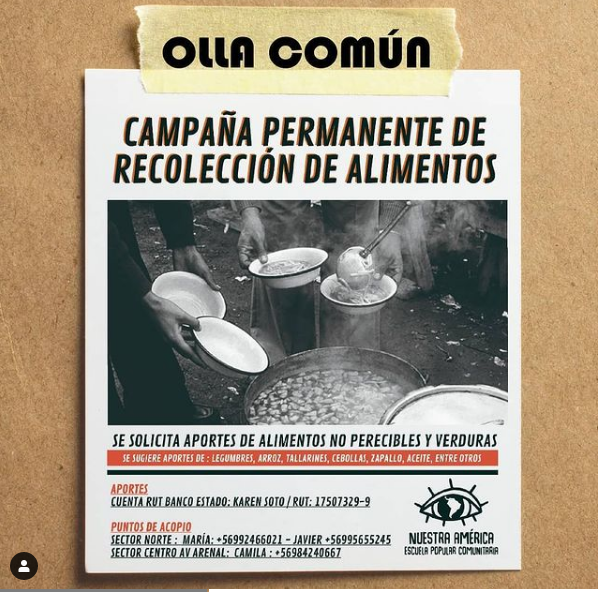 OLLA COMÚN
CAMPAÑA PERMANENTE DE
RECOLECCIÓN DE ALIMENTOS
SE SOLICITA APORTES DE ALIMENTOS NO PERECIBLES Y VERDURAS
SE SUGIERE APORTES DE : LEGUMBRES, ARROZ, TALLARINES, CEBOLLAS, ZAPALLO, ACEITE, ENTRE OTROS
APORTES
CUENTA RUT BANCO ESTADO: KAREN SOTO / RUT: 17507329-9
PUNTOS DE ACOPIO
SECTOR NORTE : MARÍA: +56992466021 - JAVIER +56995655245
SECTOR CENTRO AV ARENAL: CAMILA : +56984240667
NUESTRA AMÉRICA
ESCUELA POPULAR COMUNITARIA